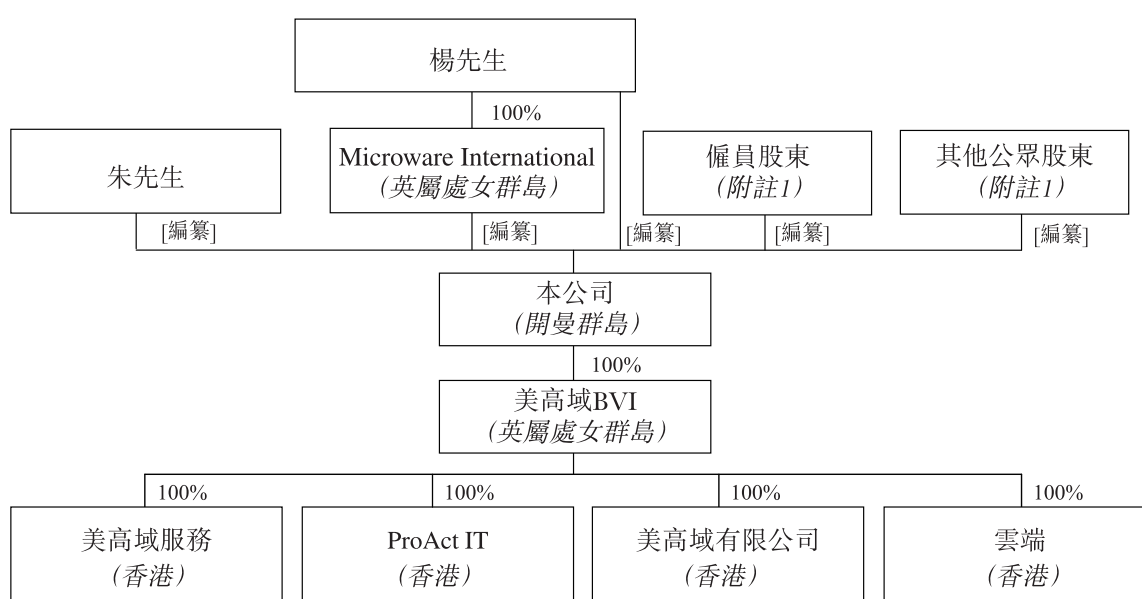 楊先生
100%
朱先生
Microware International
(英屬處女群島)
僱員股東
(附註1)
其他公眾股東
(附註1)
[編纂]
[編纂]
[編纂]
[編纂]
[編纂]
本公司
(開曼群島)
100%
美高域BVI
(英屬處女群島)
100%
100%
100%
100%
美高域服務
(香港)
ProAct IT
(香港)
美高域有限公司
(香港)
雲端
(香港)